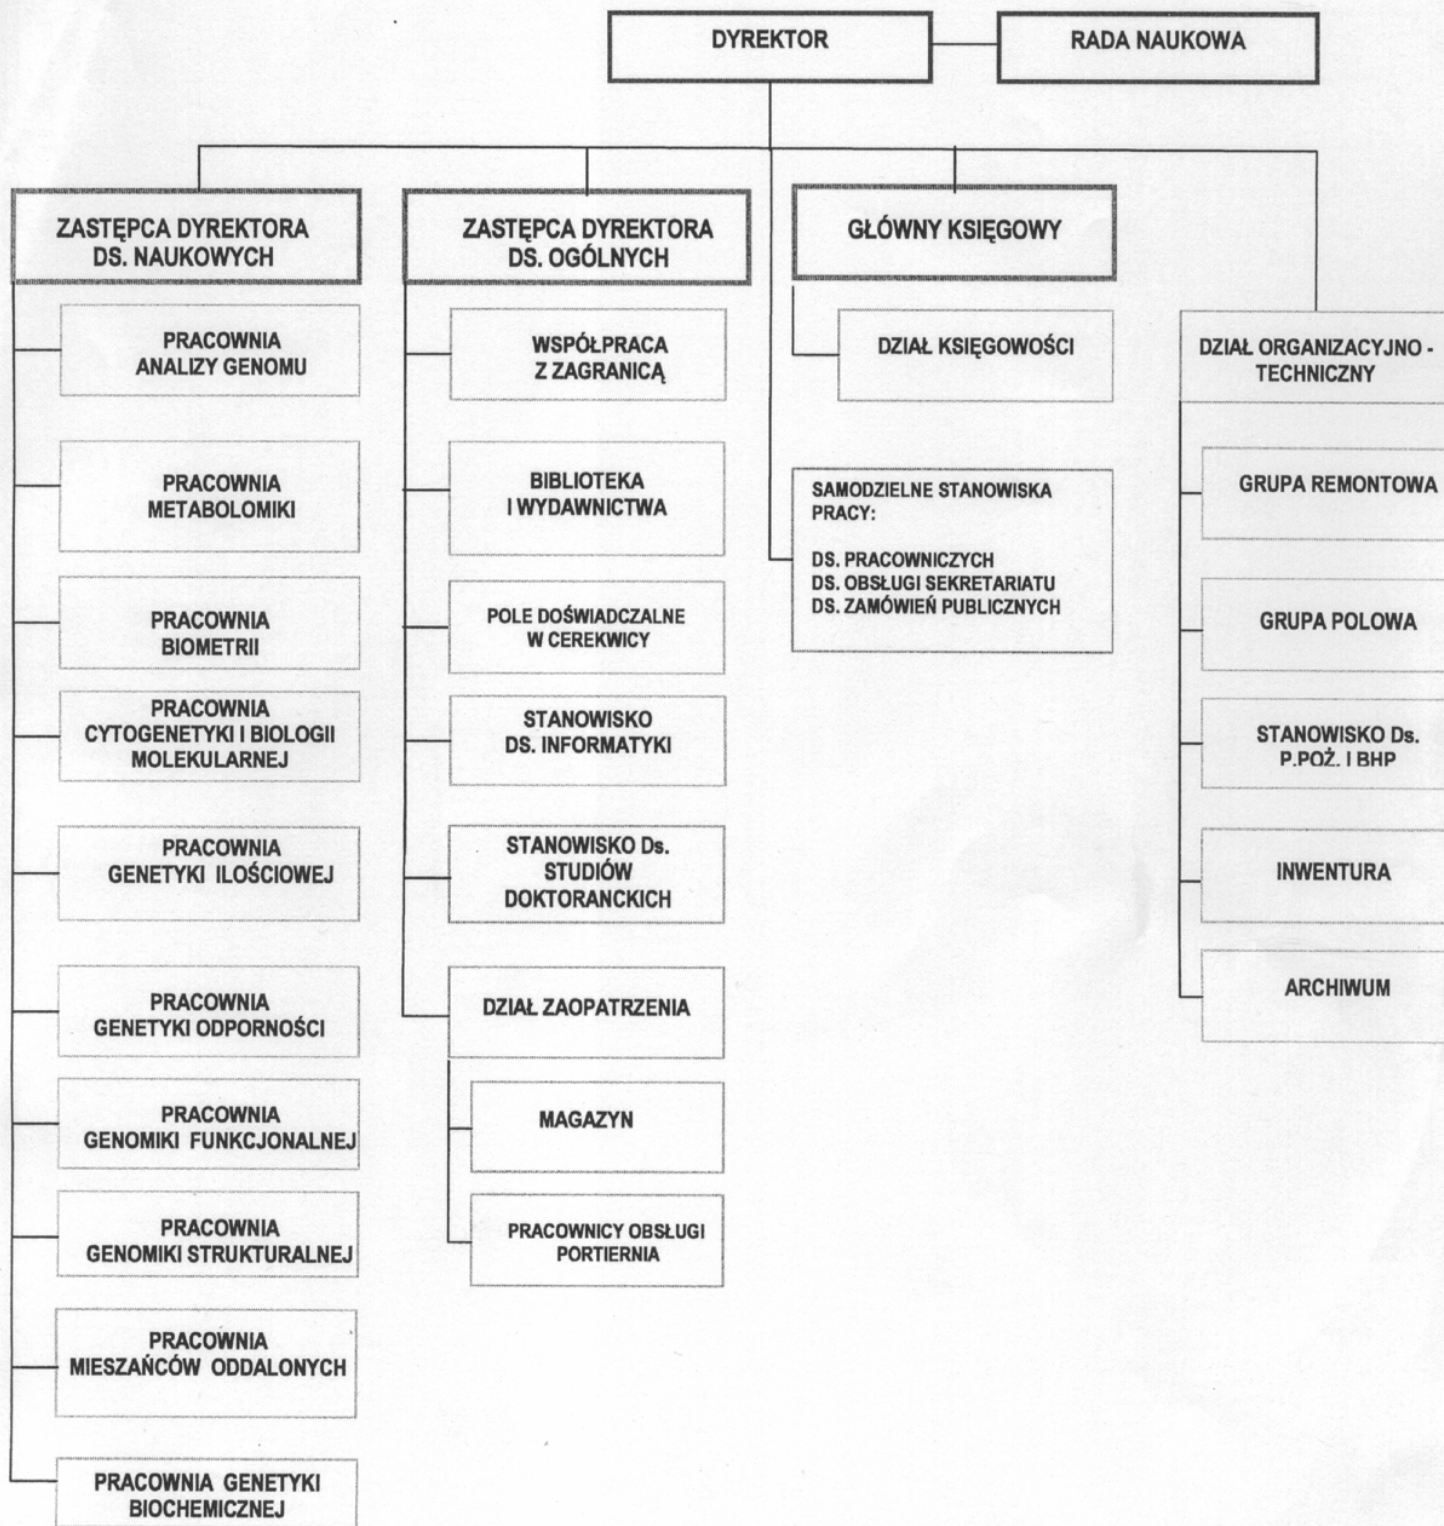 DYREKTOR
RADA NAUKOWA
ZASTĘPCA DYREKTORA
DS. NAUKOWYCH
PRACOWNIA
ANALIZY GENOMU
PRACOWNIA
METABOLOMIKI
PRACOWNIA
BIOMETRII
PRACOWNIA
CYTOGENETYKI I BIOLOGII
MOLEKULARNEJ
PRACOWNIA
GENETYKI ILOŚCIOWEJ
PRACOWNIA
GENETYKI ODPORNOŚCI
PRACOWNIA
GENOMIKI FUNKCJONALNEJ
PRACOWNIA
GENOMIKI STRUKTURALNEJ
PRACOWNIA
MIESZAŃCÓW ODDALONYCH
PRACOWNIA GENETYKI
BIOCHEMICZNEJ
ZASTĘPCA DYREKTORA
DS. OGÓLNYCH
WSPÓŁPRACA
Z ZAGRANICĄ
BIBLIOTEKA
I WYDAWNICTWA
POLE DOŚWIADCZALNE
W CEREKWICY
STANOWISKO
DS. INFORMATYKI
STANOWISKO Ds.
STUDIÓW
DOKTORANCKICH
DZIAŁ ZAOPATRZENIA
MAGAZYN
PRACOWNICY OBSŁUGI
PORTIERNIA
GŁÓWNY KSIĘGOWY
DZIAŁ KSIĘGOWOŚCI
SAMODZIELNE STANOWISKA
PRACY:
DS. PRACOWNICZYCH
DS. OBSŁUGI SEKRETARIATU
DS. ZAMÓWIEŃ PUBLICZNYCH
DZIAŁ ORGANIZACYJNO -
TECHNICZNY
GRUPA REMONTOWA
GRUPA POLOWA
STANOWISKO Ds.
P.POŻ. I BHP
INWENTURA
ARCHIWUM